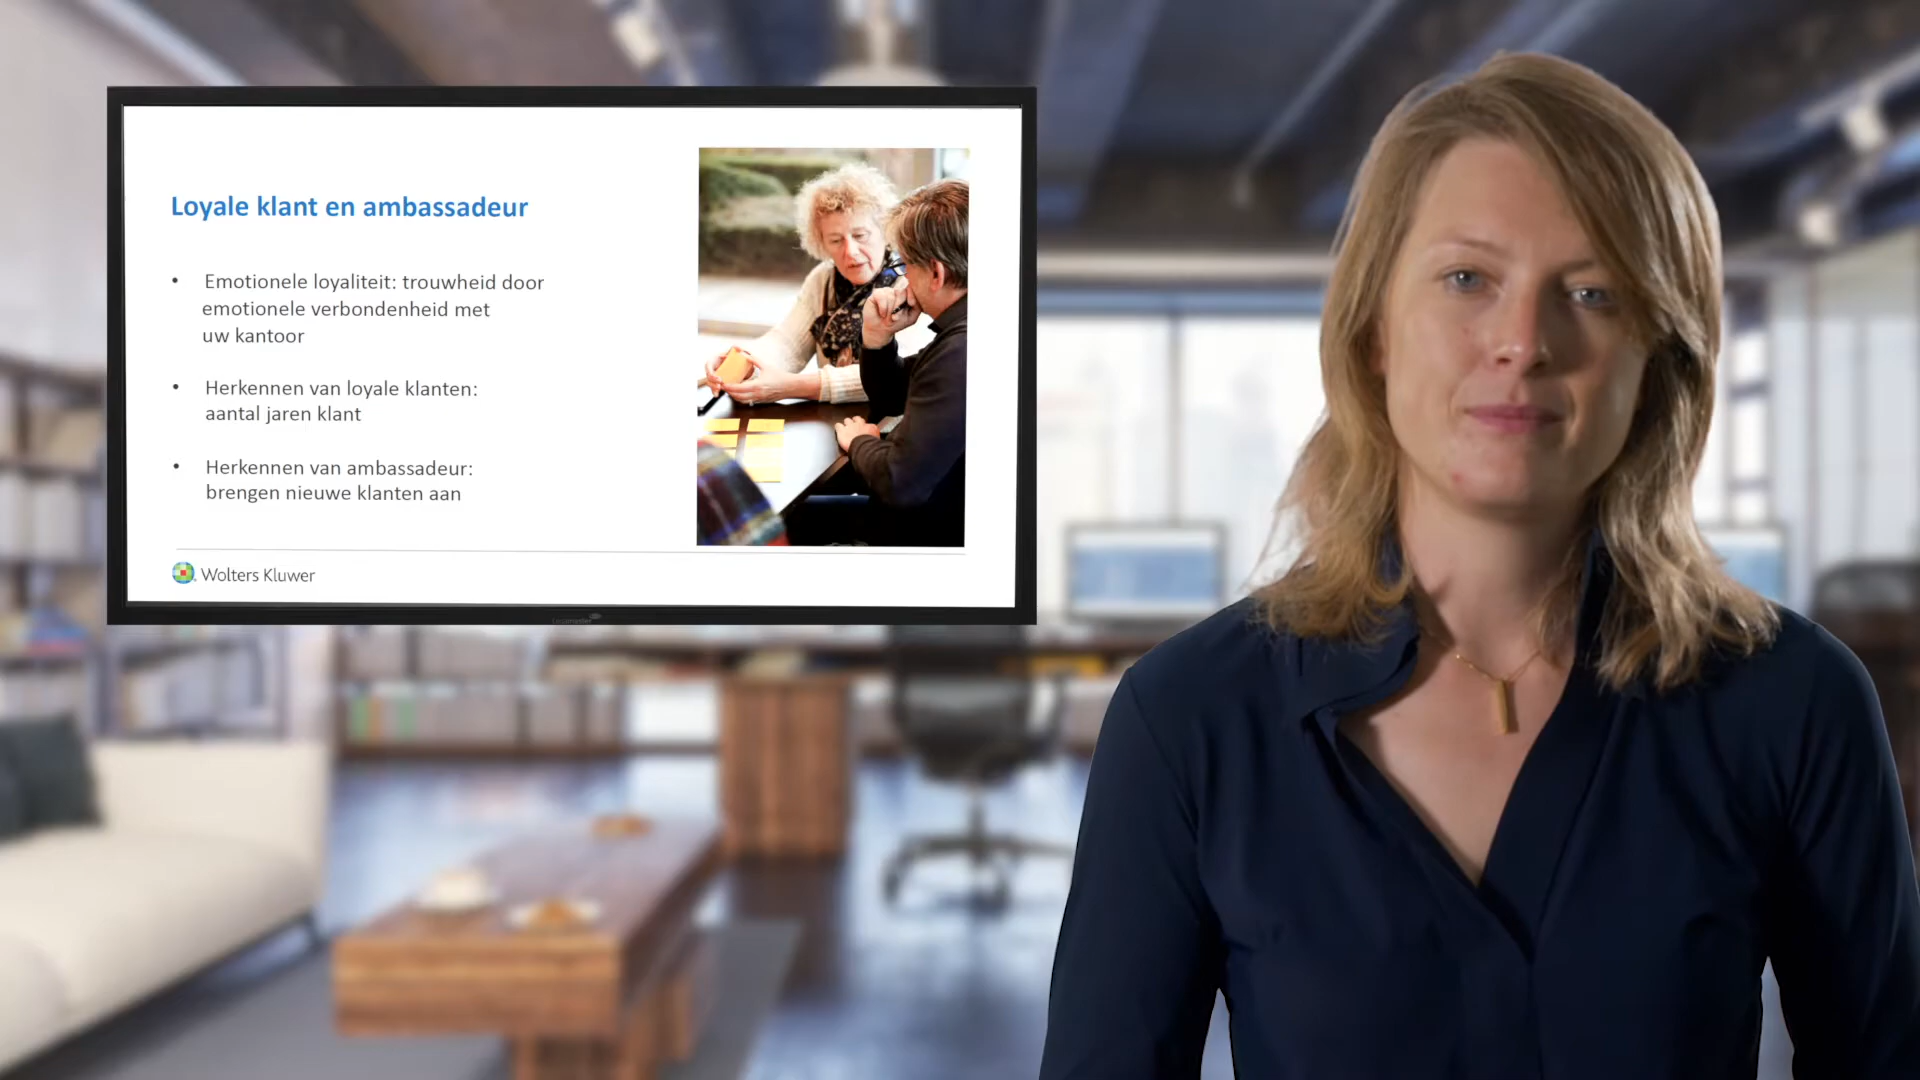 Loyale klant en ambassadeur
• Emotionele loyaliteit: trouwheid door
emotionele verbondenheid met
uw kantoor
• Herkennen van loyale klanten:
aantal jaren klant
• Herkennen van ambassadeur:
brengen nieuwe klanten aan
Wolters Kluwer